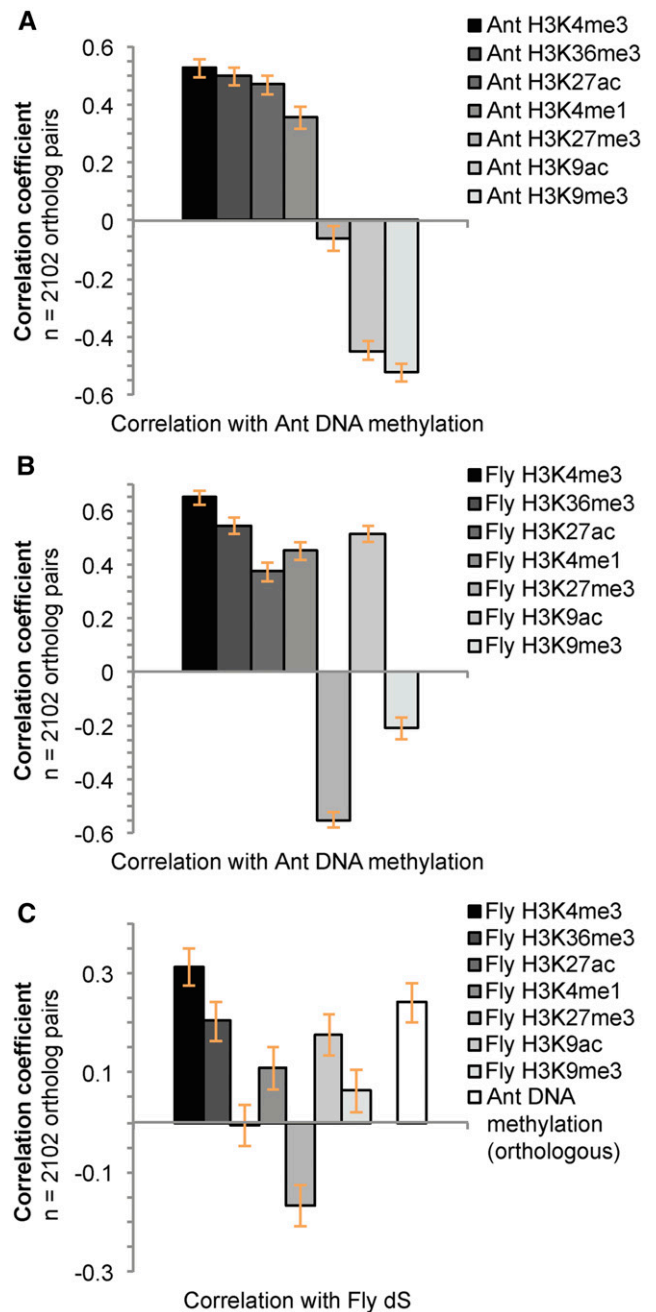 A
Correlation coefficient
n = 2102 ortholog pairs
0.6
0.4
0.2
0
-0.2
-0.4
-0.6
Correlation with Ant DNA methylation
Ant H3K4me3
Ant H3K36me3
Ant H3K27ac
Ant H3K4me1
Ant H3K27me3
Ant H3K9ac
Ant H3K9me3
B
Correlation coefficient
n = 2102 ortholog pairs
0.6
0.4
0.2
0
-0.2
-0.4
-0.6
Correlation with Ant DNA methylation
Fly H3K4me3
Fly H3K36me3
Fly H3K27ac
Fly H3K4me1
Fly H3K27me3
Fly H3K9ac
Fly H3K9me3
C
Correlation coefficient
n = 2102 ortholog pairs
0.3
0.1
-0.1
-0.3
Correlation with Fly dS
Fly H3K4me3
Fly H3K36me3
Fly H3K27ac
Fly H3K4me1
Fly H3K27me3
Fly H3K9ac
Fly H3K9me3
Ant DNA
methylation
(orthologous)